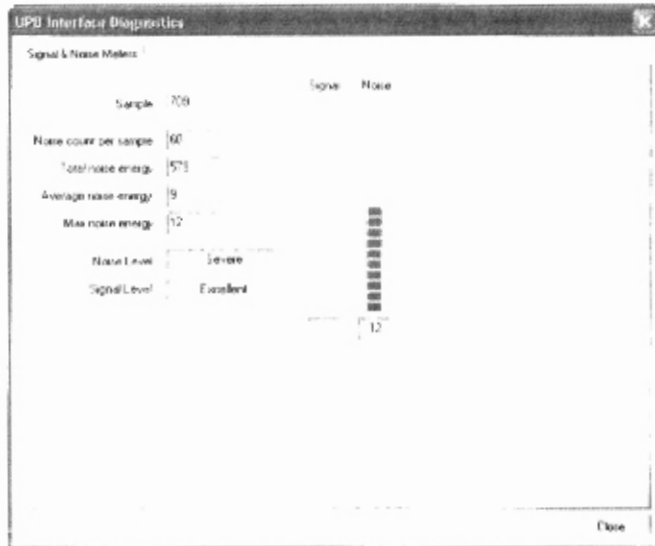 UPB Interface Diagnostics
Signal & Noise Meters
Signal Noise
Sample 709
Noise count per sample 60
Total noise energy 579
Average noise energy 9
Max noise energy 12
Noise Level Severe
Signal Level Excellent
12
Close